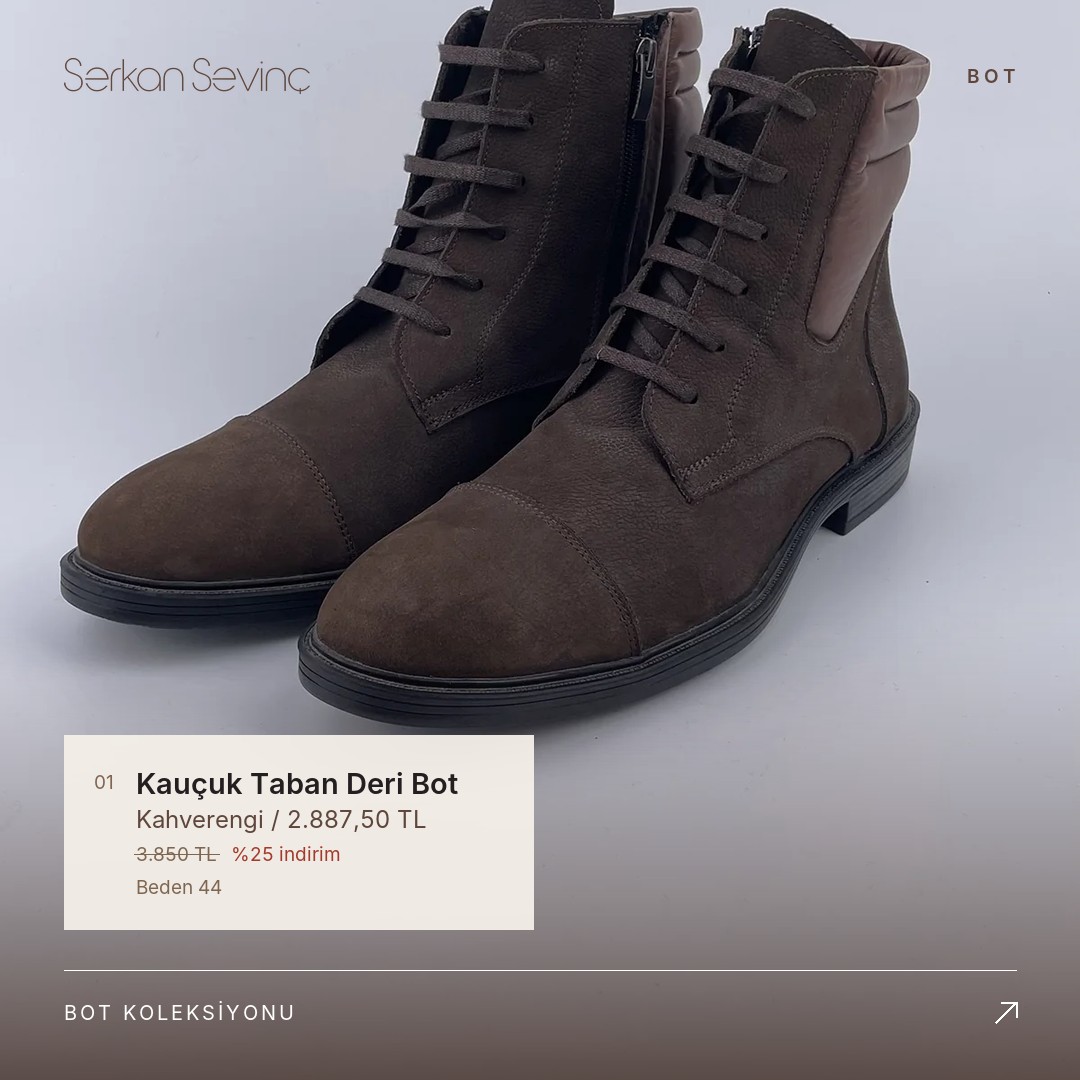 Serkan Sevinç
BOT
01
Kauçuk Taban Deri Bot
Kahverengi / 2.887,50 TL
3.850 TL %25 indirim
Beden 44
BOT KOLEKSİYONU